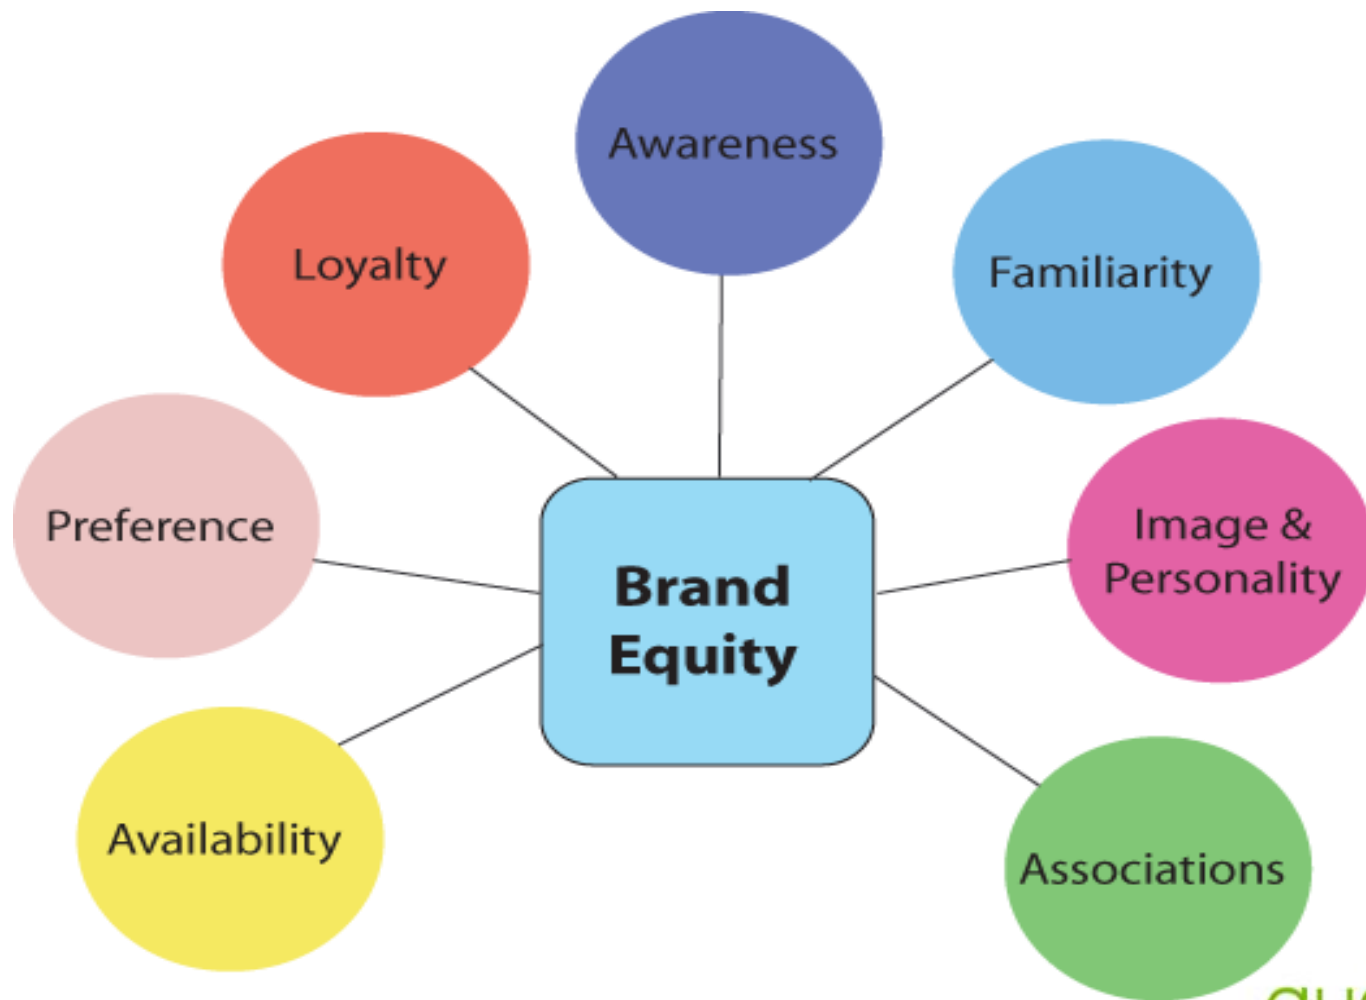 Awareness
Loyalty
Familiarity
Preference
Image &
Personality
Brand
Equity
Availability
Associations